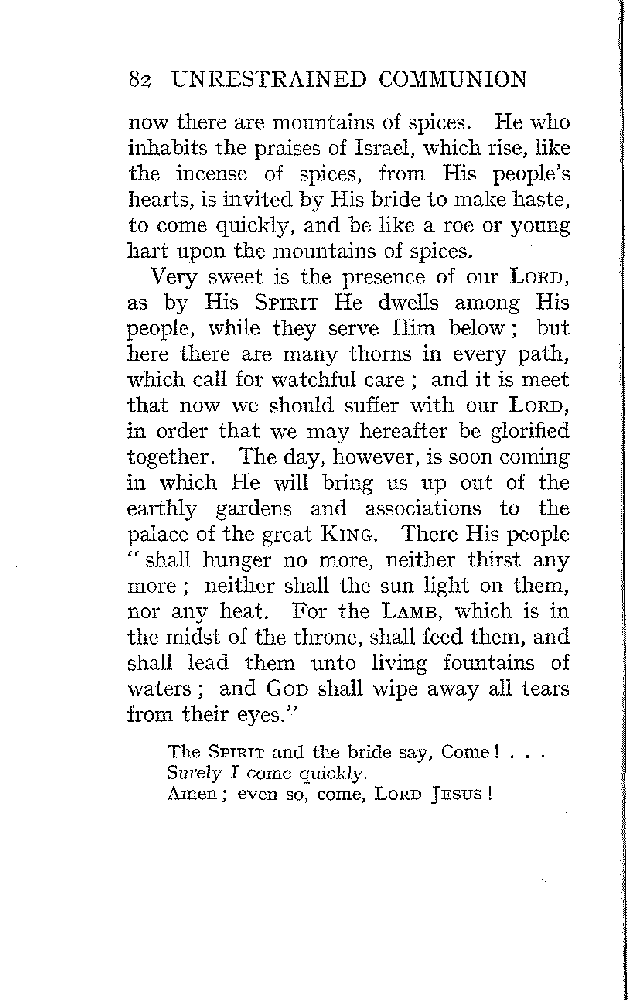 82 UNRESTRAINED COMMUNION
now there are mountains of spices. He who
inhabits the praises of Israel, which rise, like
the incense of spices, from His people's
hearts, is invited by His bride to make haste,
to come quickly, and be like a roe or young
hart upon the mountains of spices.
Very sweet is the presence of our LORD,
as by His SPIRIT He dwells among His
people, while they serve Him below; but
here there are many thorns in every path,
which call for watchful care; and it is meet
that now we should suffer with our LORD,
in order that we may hereafter be glorified
together. The day, however, is soon coming
in which He will bring us up out of the
earthly gardens and associations to the
palace of the great KING. There His people
"shall hunger no more, neither thirst any
more; neither shall the sun light on them,
nor any heat. For the LAMB, which is in
the midst of the throne, shall feed them, and
shall lead them unto living fountains of
waters; and GOD shall wipe away all tears
from their eyes."
The SPIRIT and the bride say, Come! . . .
Surely I come quickly.
Amen; even so, come, LORD JESUS!